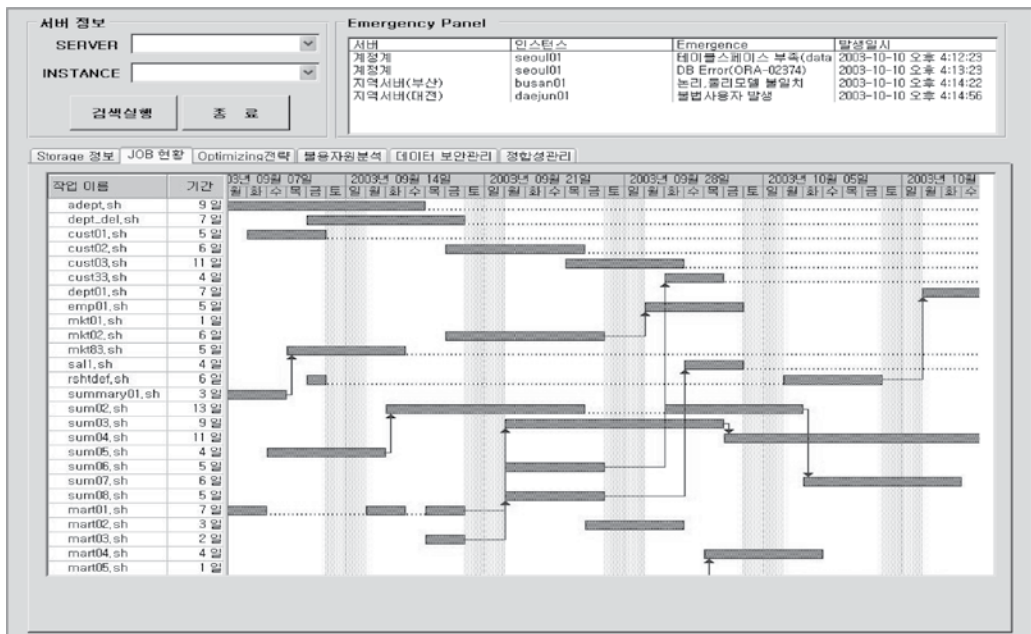 서버 정보
SERVER
INSTANCE
검색실행 종 료
Emergency Panel
서버 인스턴스 Emergence 발생일시
계정계 seoul01 테이블스페이스 부족(data 2003-10-10 오후 4:12:23
계정계 seoul01 DB Error(ORA-02374) 2003-10-10 오후 4:13:23
지역서버(부산) busan01 논리,물리모델 불일치 2003-10-10 오후 4:14:22
지역서버(대전) daejun01 불법사용자 발생 2003-10-10 오후 4:14:56
Storage 정보 JOB 현황 Optimizing전략 불용자원분석 데이터 보안관리 정합성관리
작업 이름 기간 03년 09월 07일 2003년 09월 14일 2003년 09월 21일 2003년 09월 28일 2003년 10월 05일 2003년 10월
월 화 수 목 금 토 일 월 화 수 목 금 토 일 월 화 수 목 금 토 일 월 화 수 목 금 토 일 월 화 수 목 금 토 일 월 화 수
adept.sh 9 일
dept_del.sh 7 일
cust01.sh 5 일
cust02.sh 6 일
cust03.sh 11 일
cust33.sh 4 일
dept01.sh 7 일
emp01.sh 5 일
mkt01.sh 1 일
mkt02.sh 6 일
mkt83.sh 5 일
sal1.sh 4 일
rshtdef.sh 6 일
summary01.sh 3 일
sum02.sh 13 일
sum03.sh 9 일
sum04.sh 11 일
sum05.sh 4 일
sum06.sh 5 일
sum07.sh 6 일
sum08.sh 5 일
mart01.sh 7 일
mart02.sh 3 일
mart03.sh 2 일
mart04.sh 4 일
mart05.sh 1 일